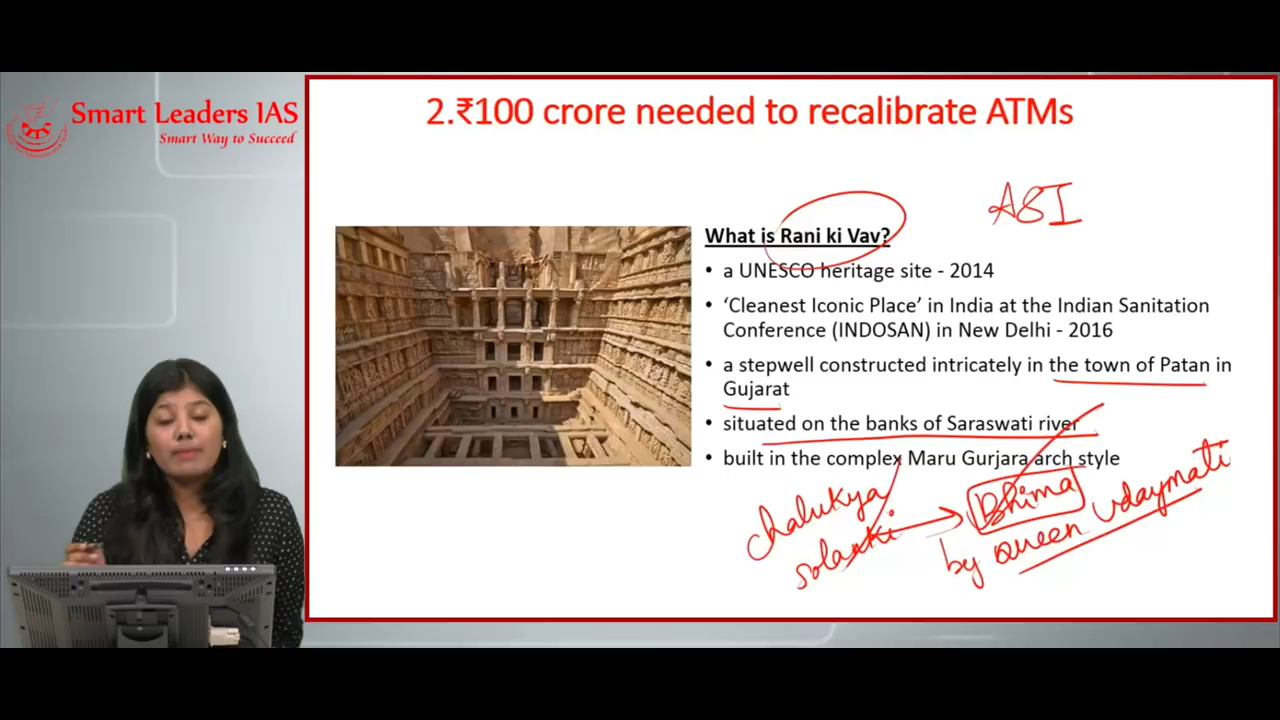 Smart Leaders IAS
Smart Way to Succeed
2.₹100 crore needed to recalibrate ATMs
ASI
What is Rani ki Vav?
• a UNESCO heritage site - 2014
• ‘Cleanest Iconic Place’ in India at the Indian Sanitation
Conference (INDOSAN) in New Delhi - 2016
• a stepwell constructed intricately in the town of Patan in
Gujarat
• situated on the banks of Saraswati river
• built in the complex Maru Gurjara arch style
chalukya
solanki
Bhima
by queen Udaymati